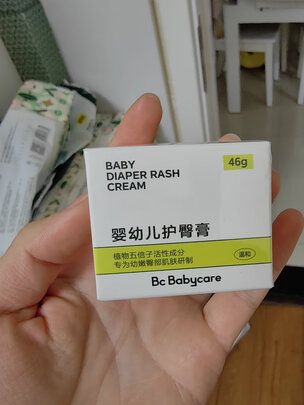 BABY
DIAPER RASH
CREAM
46g
婴幼儿护臀膏
植物五倍子活性成分
专为幼嫩臀部肌肤研制
温和
Bc Babycare